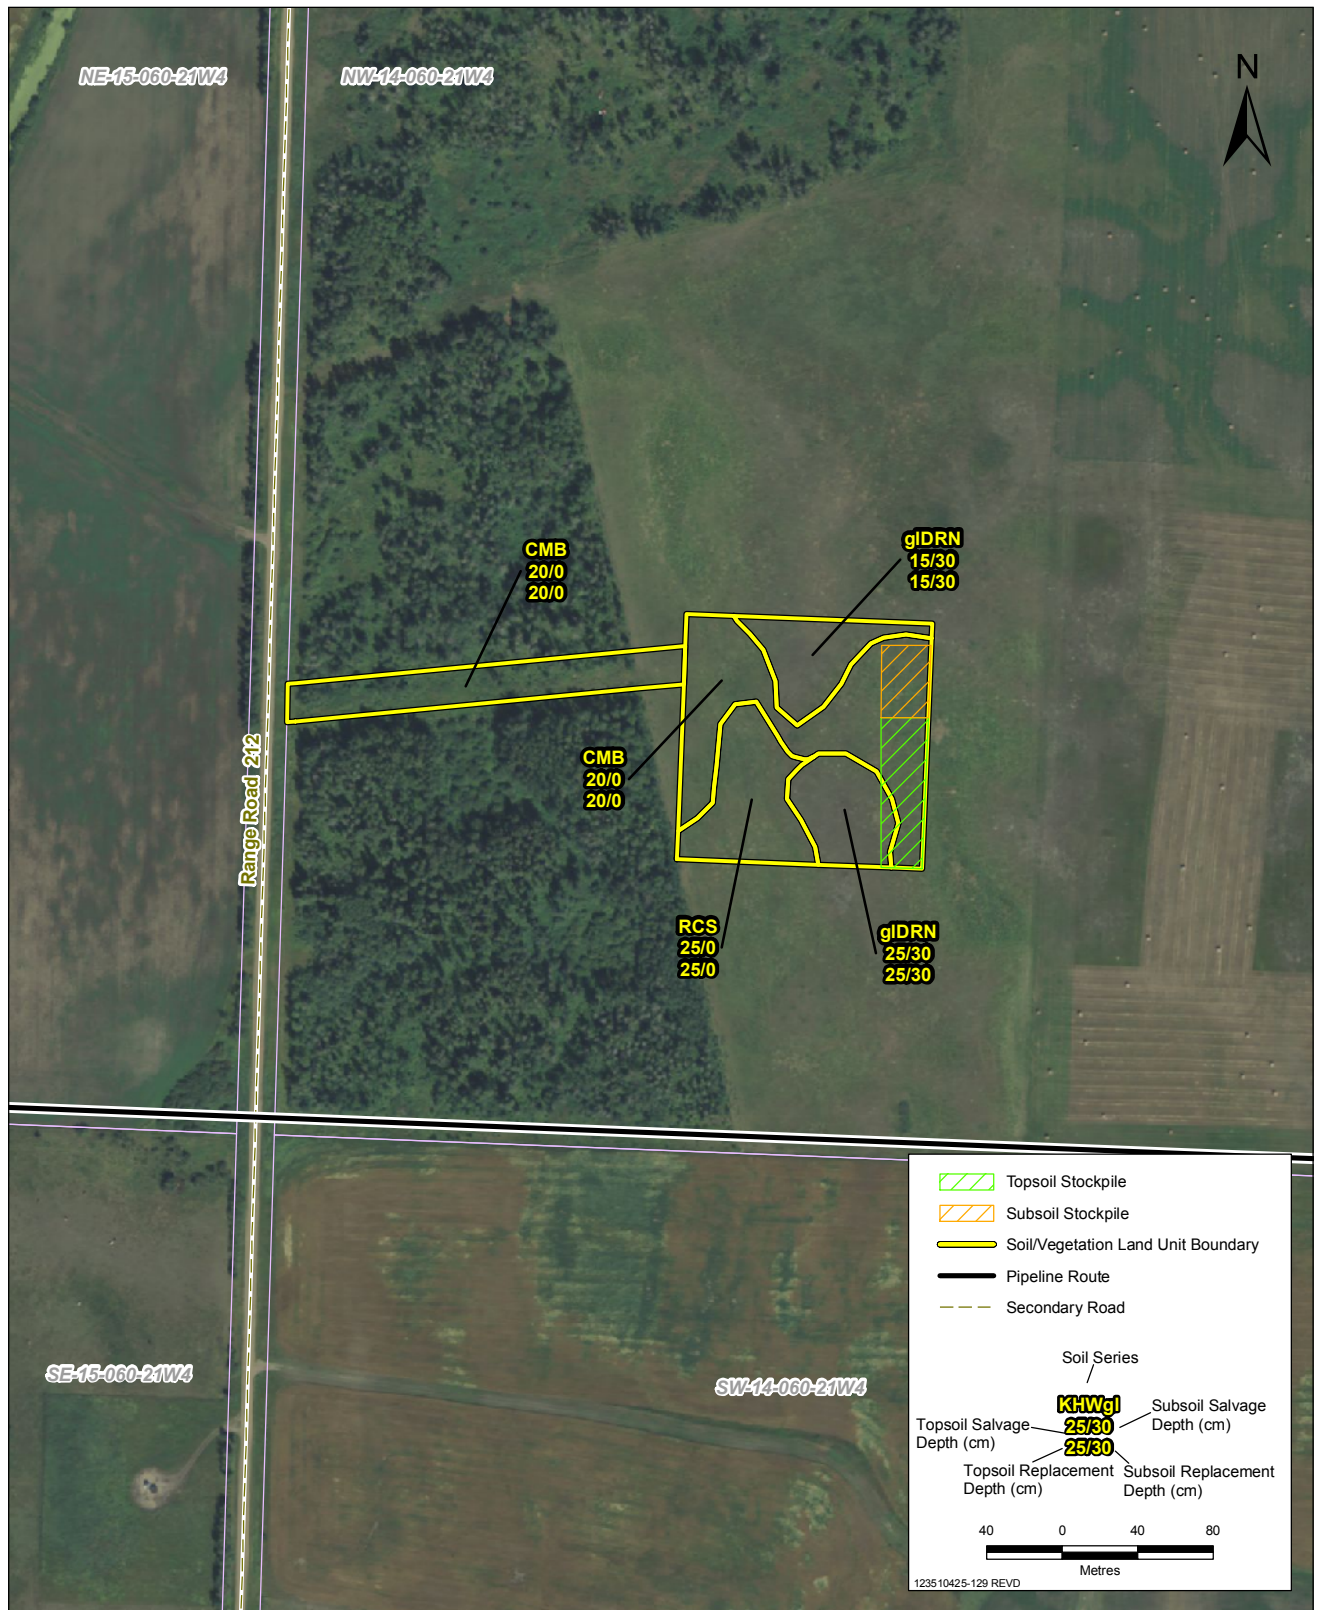 NE-15-060-21W4
NW-14-060-21W4
N
CMB
20/0
20/0
glDRN
15/30
15/30
Range Road 212
CMB
20/0
20/0
RCS
25/0
25/0
glDRN
25/30
25/30
SE-15-060-21W4
SW-14-060-21W4
Topsoil Stockpile
Subsoil Stockpile
Soil/Vegetation Land Unit Boundary
Pipeline Route
Secondary Road
Soil Series
KHWgl
25/30
25/30
Topsoil Salvage
Depth (cm)
Subsoil Salvage
Depth (cm)
Topsoil Replacement
Depth (cm)
Subsoil Replacement
Depth (cm)
40 0 40 80
Metres
123510425-129 REVD